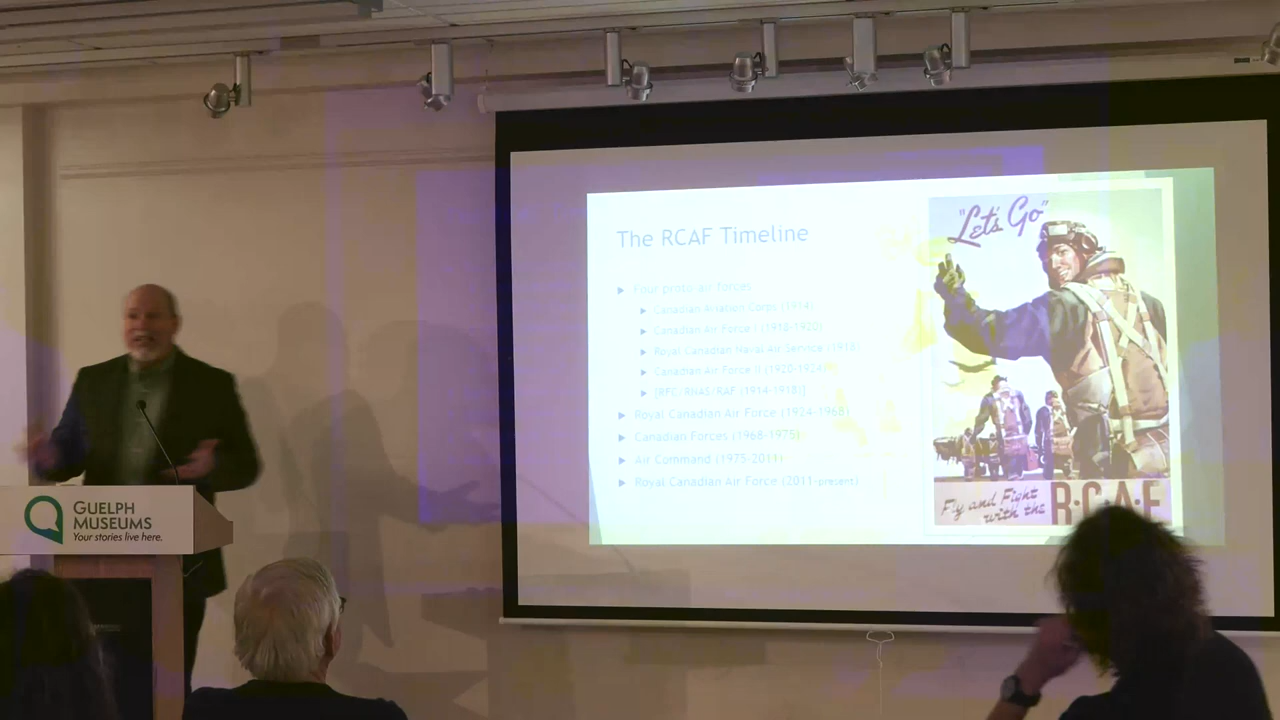 GUELPH
MUSEUMS
Your stories live here.
The RCAF Timeline
Four proto-air forces
Canadian Aviation Corps (1914)
Canadian Air Force I (1918-1920)
Royal Canadian Naval Air Service (1918)
Canadian Air Force II (1920-1924)
[RFC/RNAS/RAF (1914-1918)]
Royal Canadian Air Force (1924-1968)
Canadian Forces (1968-1975)
Air Command (1975-2011)
Royal Canadian Air Force (2011-present)
"Let's Go"
Fly and Fight
with the R·C·A·F